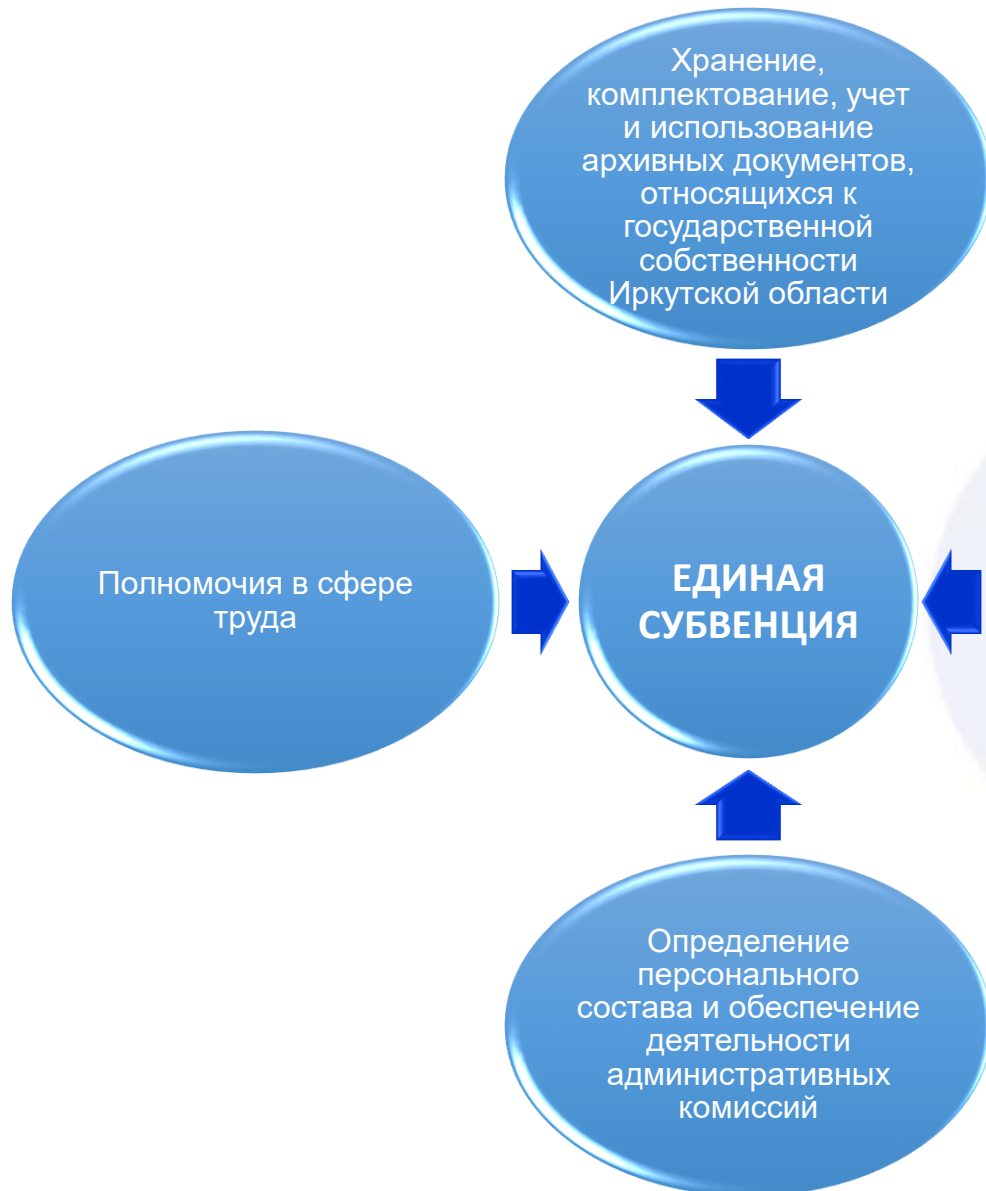 Хранение,
комплектование, учет
и использование
архивных документов,
относящихся к
государственной
собственности
Иркутской области
Полномочия в сфере
труда
ЕДИНАЯ
СУБВЕНЦИЯ
Определение
персонального
состава и обеспечение
деятельности
административных
комиссий